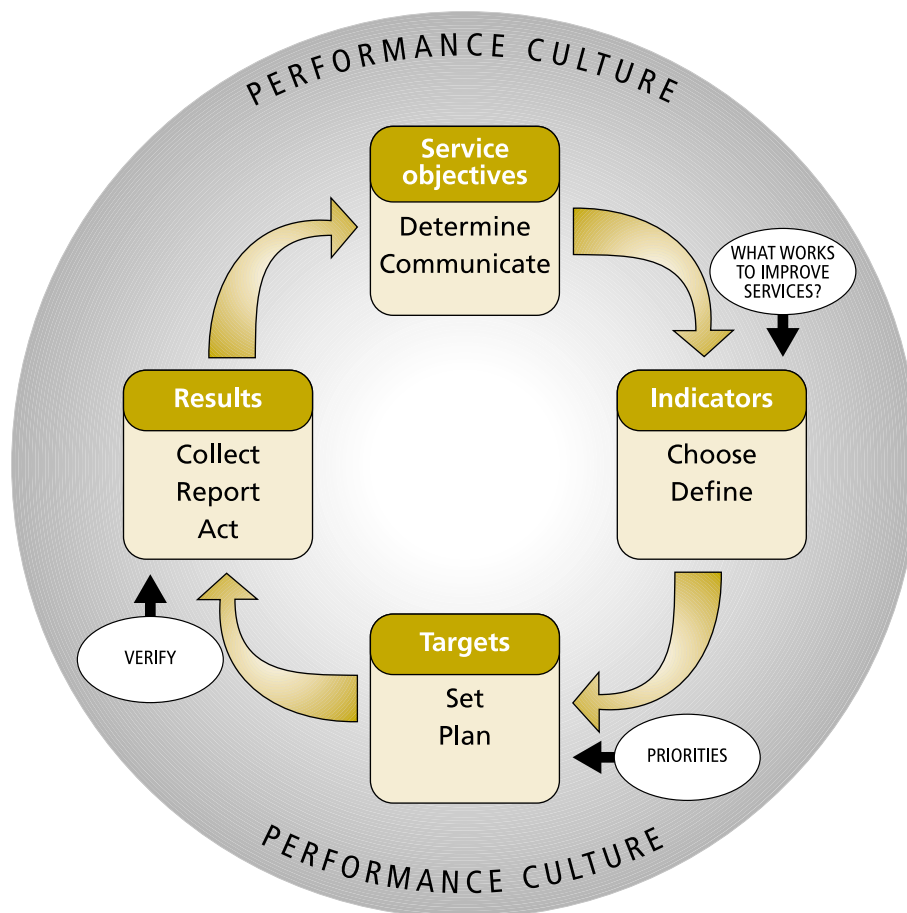 PERFORMANCE CULTURE
Service
objectives
Determine
Communicate
WHAT WORKS
TO IMPROVE
SERVICES?
Results
Collect
Report
Act
Indicators
Choose
Define
Targets
Set
Plan
VERIFY
PRIORITIES
PERFORMANCE CULTURE